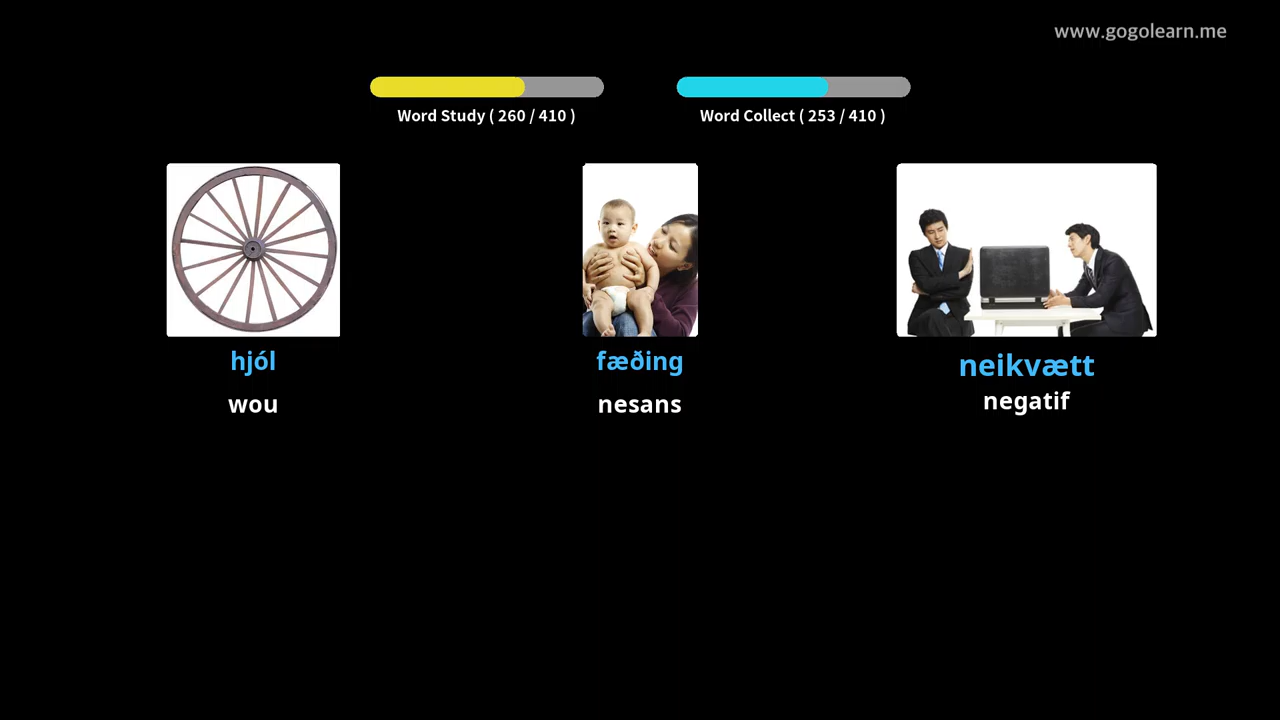 www.gogolearn.me
Word Study ( 260 / 410 )
Word Collect ( 253 / 410 )
hjól
fæðing
neikvætt
wou
nesans
negatif